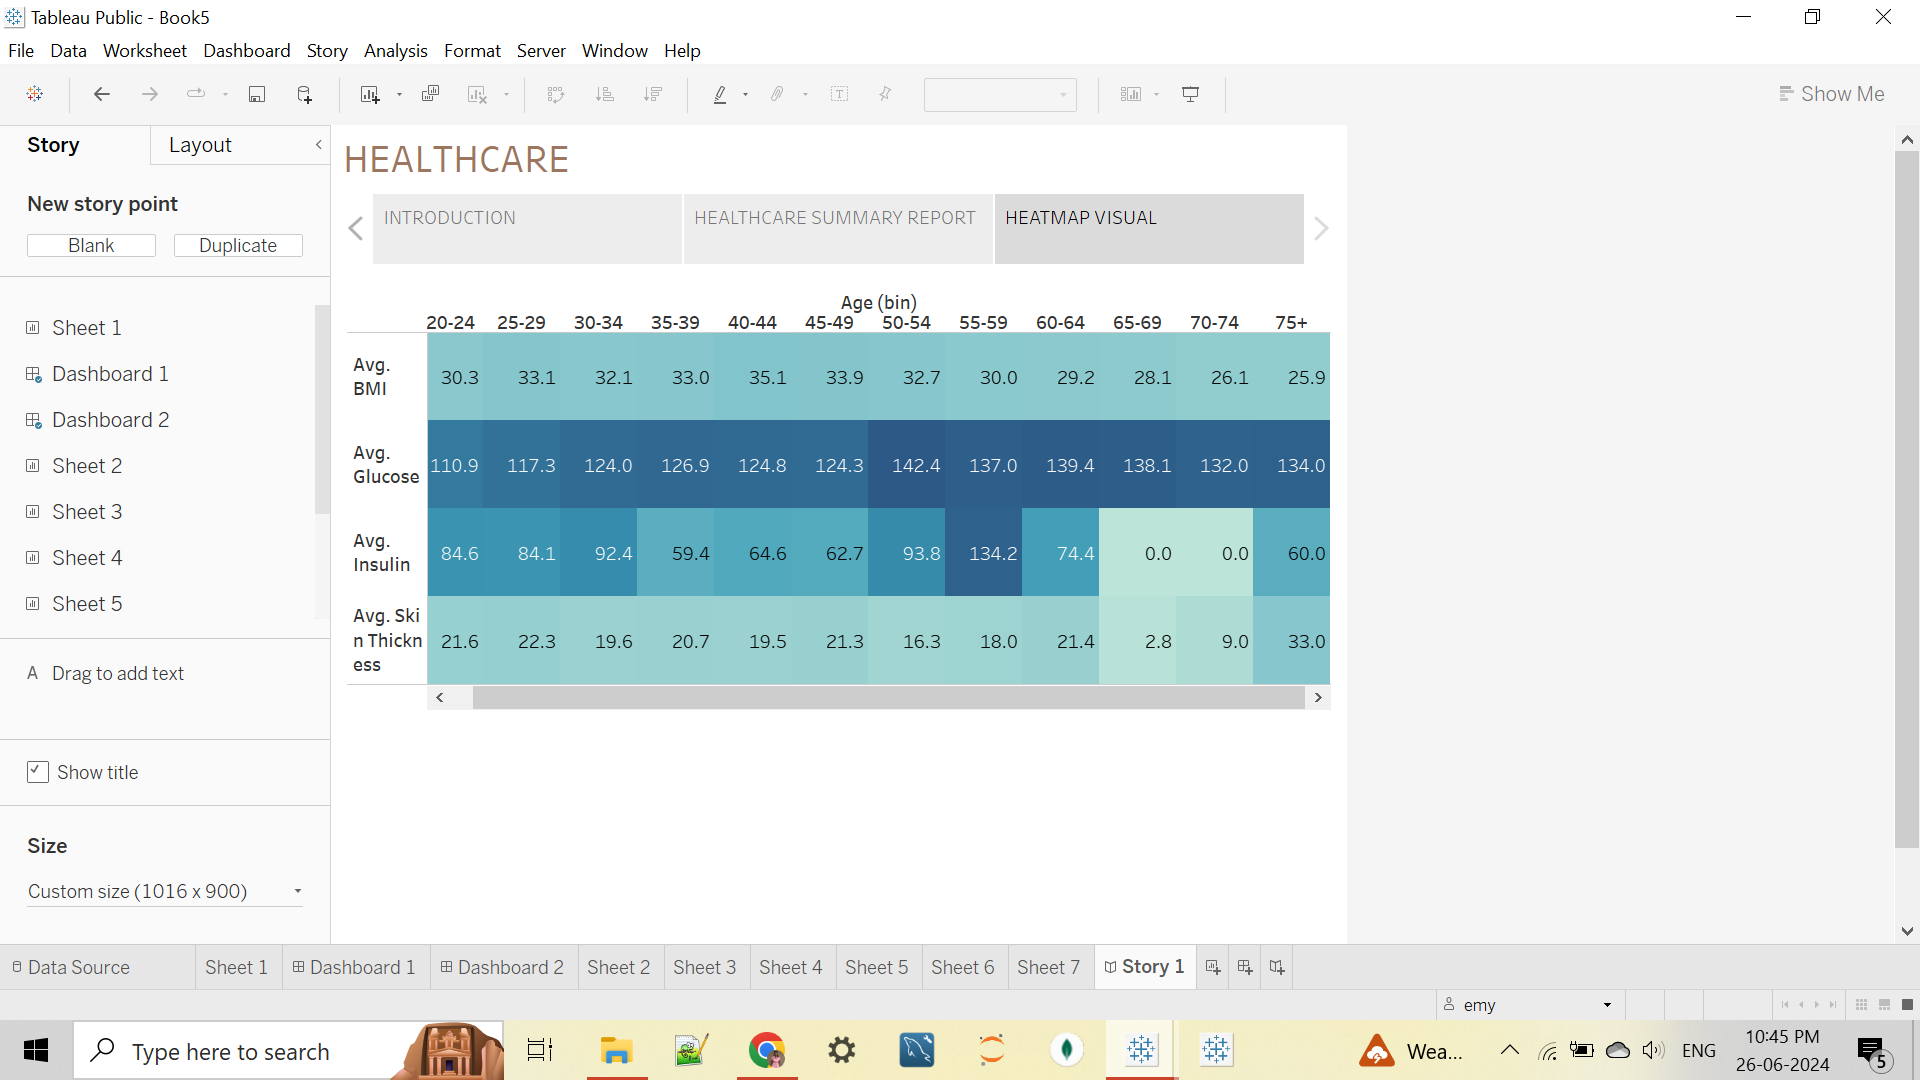 Tableau Public - Book5
File Data Worksheet Dashboard Story Analysis Format Server Window Help
Show Me
Story Layout
New story point
Blank Duplicate
Sheet 1
Dashboard 1
Dashboard 2
Sheet 2
Sheet 3
Sheet 4
Sheet 5
A Drag to add text
Show title
Size
Custom size (1016 x 900)
HEALTHCARE
INTRODUCTION HEALTHCARE SUMMARY REPORT HEATMAP VISUAL
Age (bin)
20-24 25-29 30-34 35-39 40-44 45-49 50-54 55-59 60-64 65-69 70-74 75+
Avg.
BMI
30.3 33.1 32.1 33.0 35.1 33.9 32.7 30.0 29.2 28.1 26.1 25.9
Avg.
Glucose
110.9 117.3 124.0 126.9 124.8 124.3 142.4 137.0 139.4 138.1 132.0 134.0
Avg.
Insulin
84.6 84.1 92.4 59.4 64.6 62.7 93.8 134.2 74.4 0.0 0.0 60.0
Avg. Ski
n Thickn
ess
21.6 22.3 19.6 20.7 19.5 21.3 16.3 18.0 21.4 2.8 9.0 33.0
Data Source Sheet 1 Dashboard 1 Dashboard 2 Sheet 2 Sheet 3 Sheet 4 Sheet 5 Sheet 6 Sheet 7 Story 1
emy
Type here to search
Wea... ENG
10:45 PM
26-06-2024
5